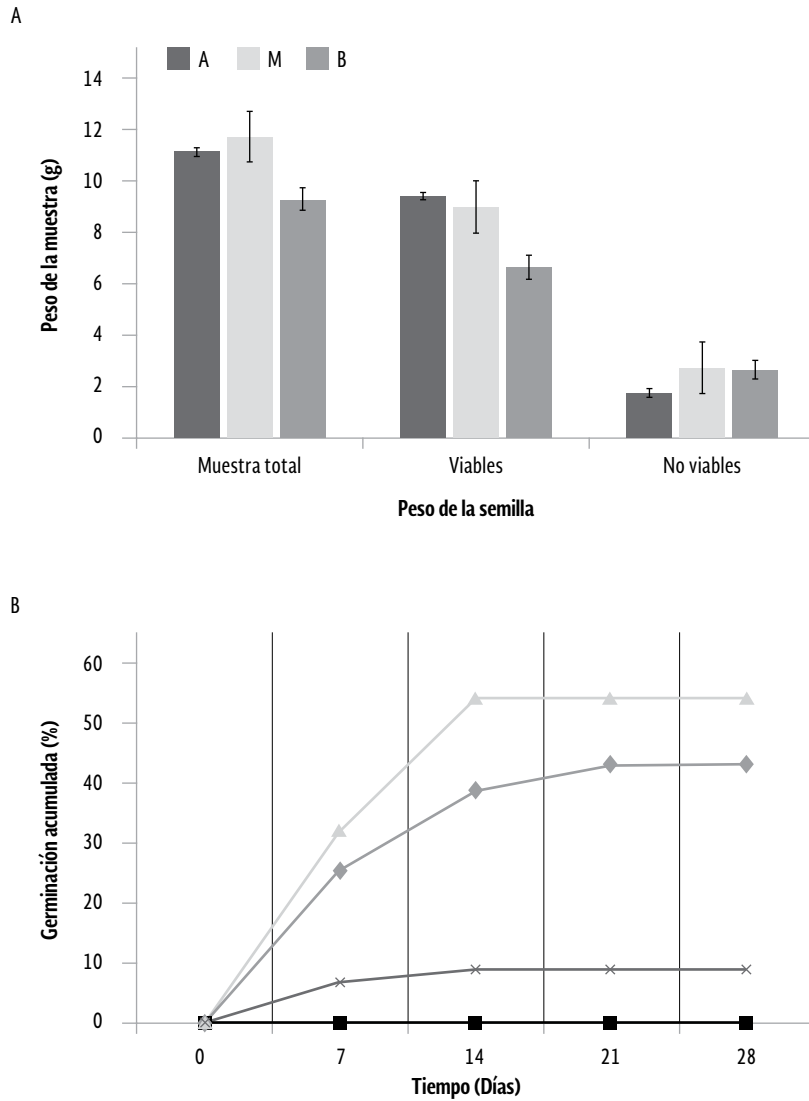 A
A M B
14
12
10
8
6
4
2
0
Peso de la muestra (g)
Muestra total Viables No viables
Peso de la semilla
B
60
50
40
30
20
10
0
Germinación acumulada (%)
0 7 14 21 28
Tiempo (Días)